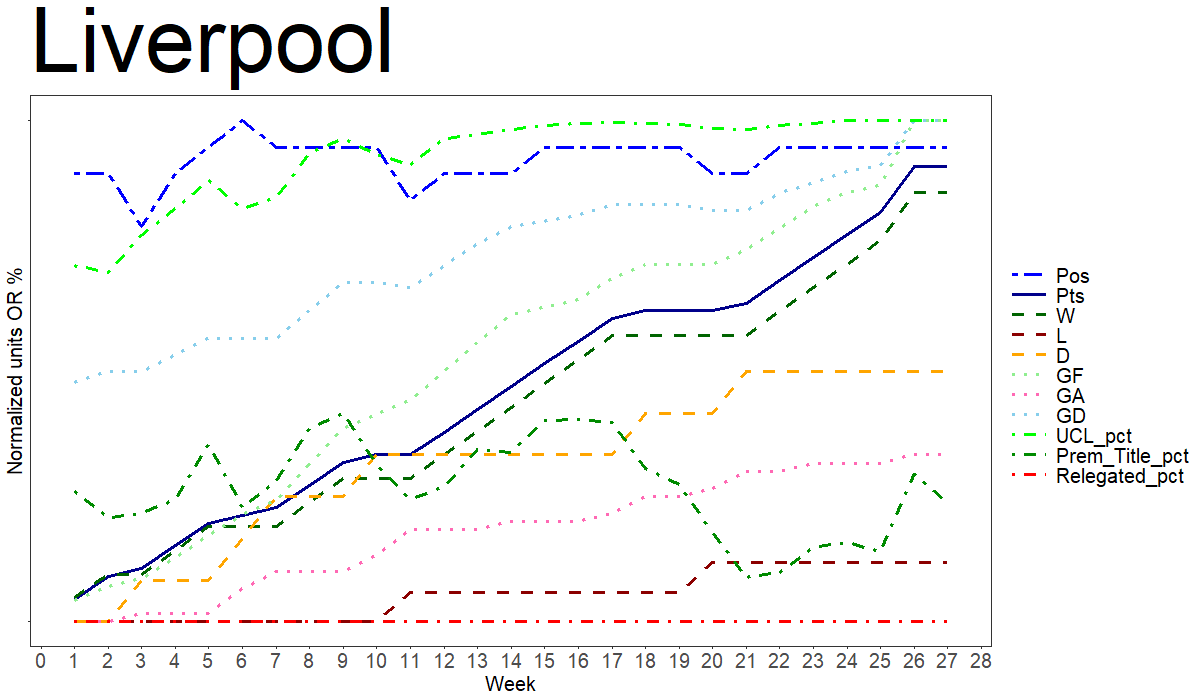 Liverpool
Normalized units OR %
Pos
Pts
W
L
D
GF
GA
GD
UCL_pct
Prem_Title_pct
Relegated_pct
0 1 2 3 4 5 6 7 8 9 10 11 12 13 14 15 16 17 18 19 20 21 22 23 24 25 26 27 28
Week